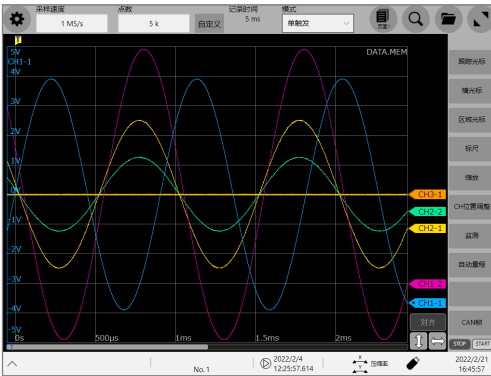 采样速度 点数 记录时间 模式
1 MS/s 5 k 自定义 5 ms 单触发
5V DATA.MEM
CH1-1
4V
3V
2V
1V
0V
-1V
-2V
-3V
-4V
-5V
0s 500μs 1ms 1.5ms 2ms
CH3-1
CH2-2
CH2-1
CH1-2
CH1-1
对齐
跟踪光标
横光标
区域光标
标尺
缩放
CH位置调整
监测
自动量程
CAN帧
STOP START
No. 1 2022/2/4 压缩率 2022/2/21
12:25:57.614 16:45:57